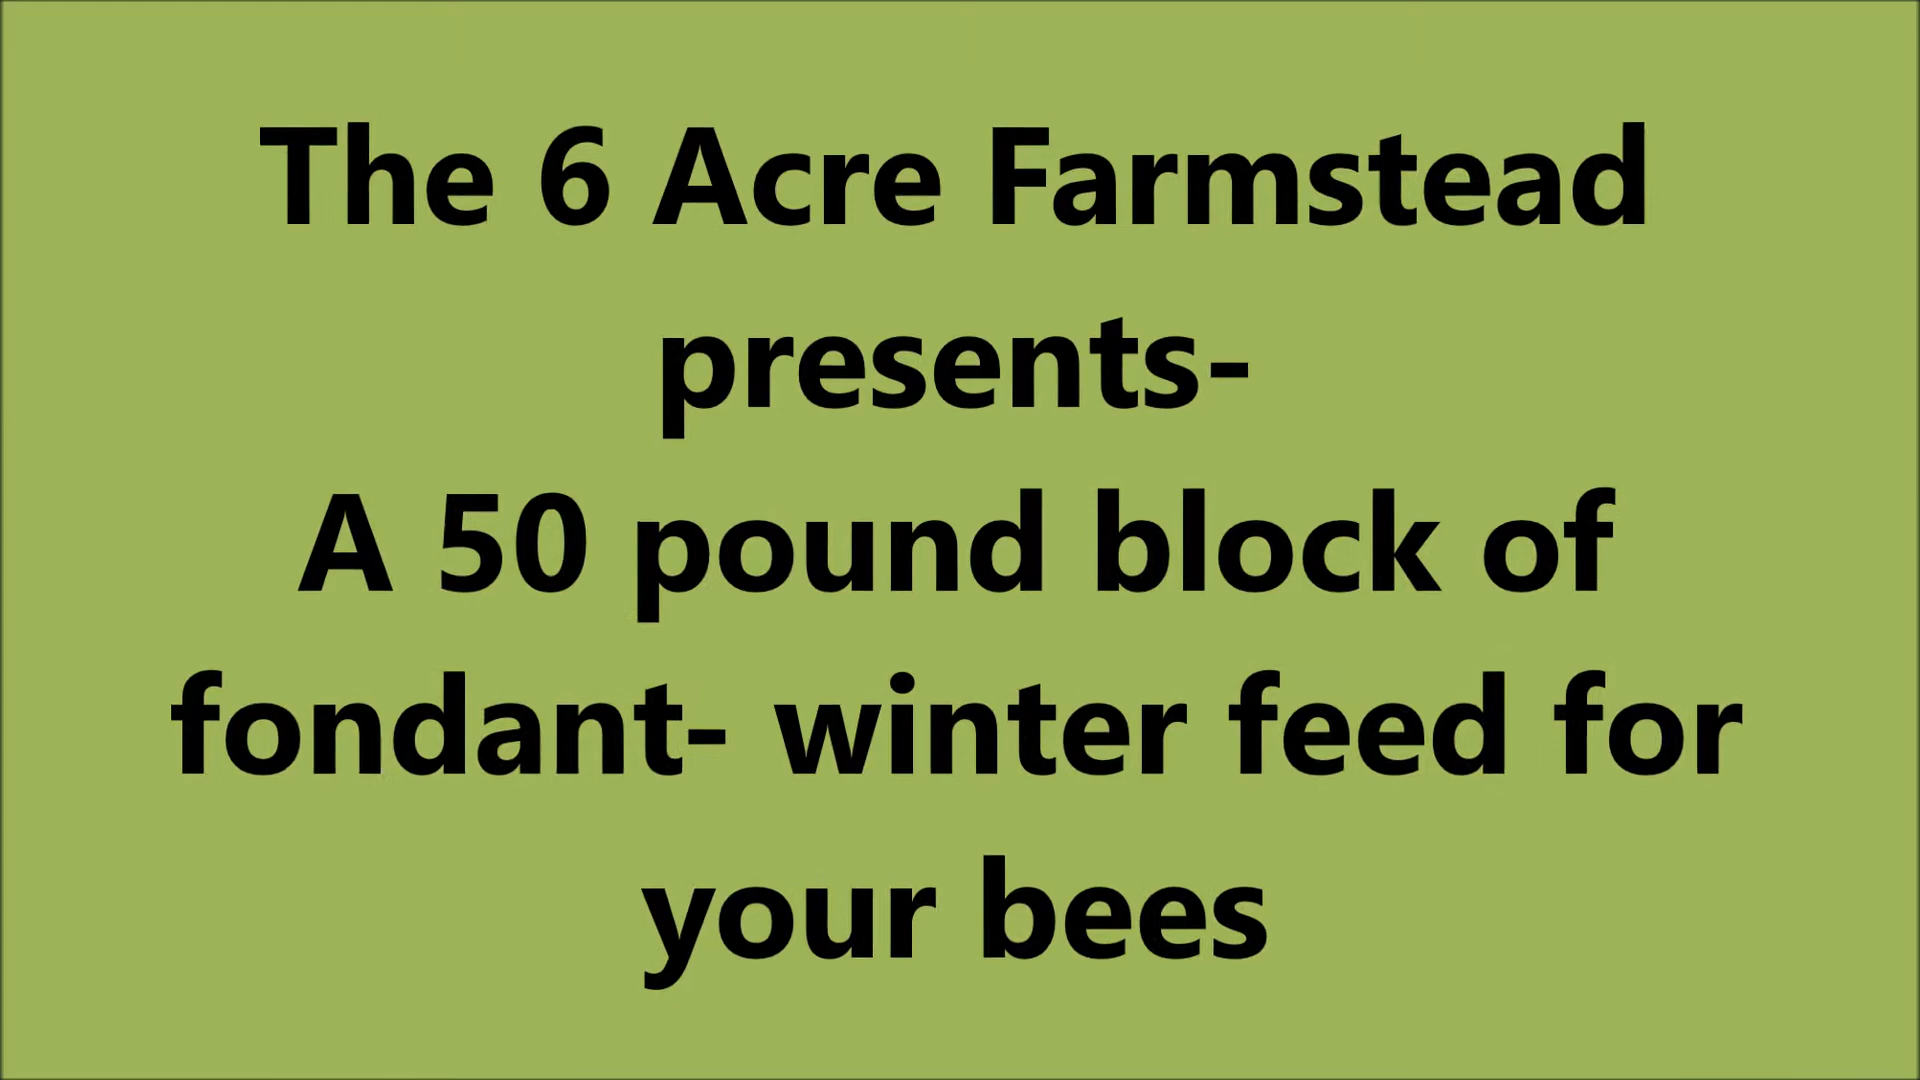 The 6 Acre Farmstead
presents-
A 50 pound block of
fondant- winter feed for
your bees